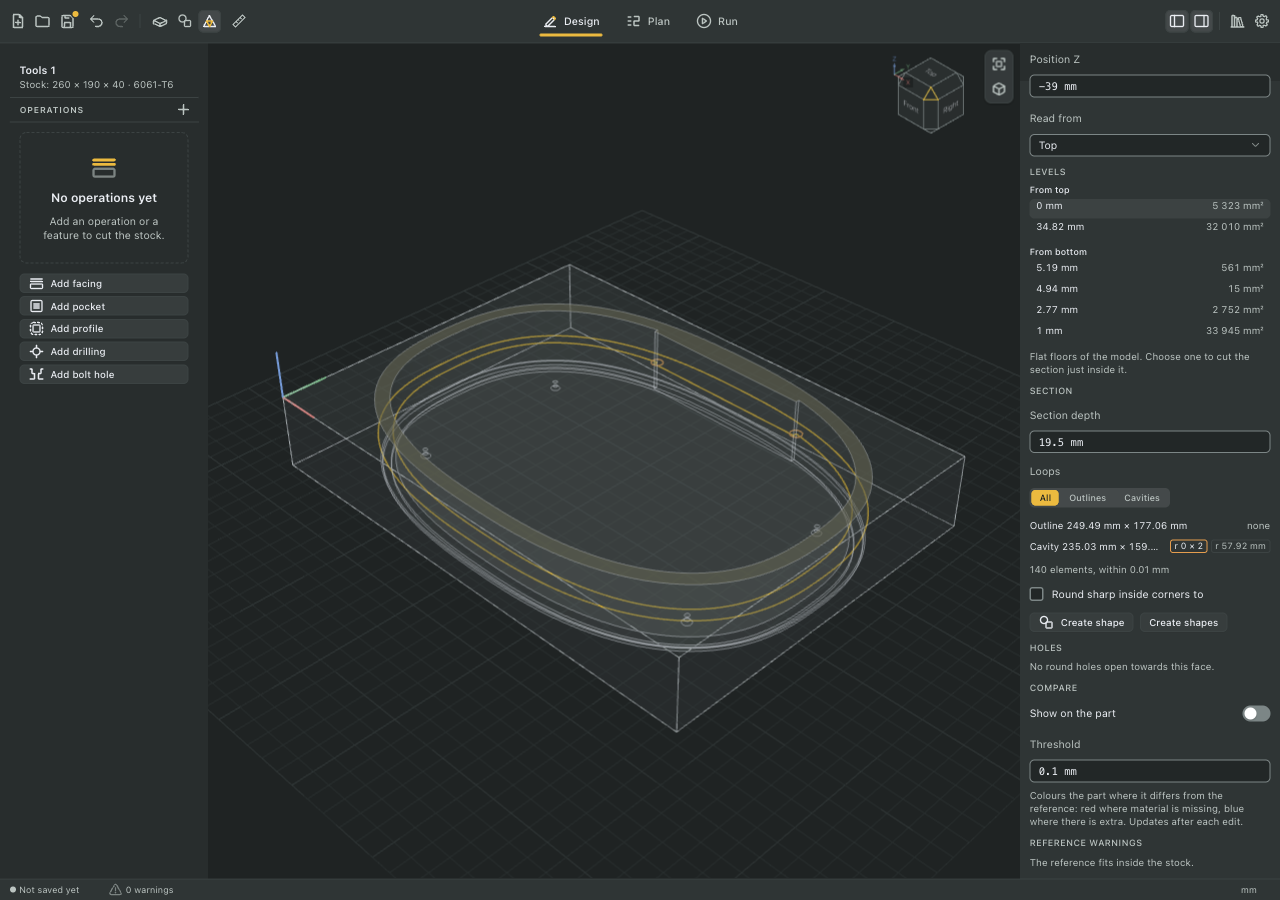 Design
Plan
Run
Tools 1
Stock: 260 × 190 × 40 · 6061-T6
OPERATIONS
No operations yet
Add an operation or a
feature to cut the stock.
Add facing
Add pocket
Add profile
Add drilling
Add bolt hole
Top
Front
Right
Position Z
−39 mm
Read from
Top
LEVELS
From top
0 mm 5 323 mm²
34.82 mm 32 010 mm²
From bottom
5.19 mm 561 mm²
4.94 mm 15 mm²
2.77 mm 2 752 mm²
1 mm 33 945 mm²
Flat floors of the model. Choose one to cut the
section just inside it.
SECTION
Section depth
19.5 mm
Loops
All Outlines Cavities
Outline 249.49 mm × 177.06 mm none
Cavity 235.03 mm × 159.... r 0 × 2 r 57.92 mm
140 elements, within 0.01 mm
Round sharp inside corners to
Create shape Create shapes
HOLES
No round holes open towards this face.
COMPARE
Show on the part
Threshold
0.1 mm
Colours the part where it differs from the
reference: red where material is missing, blue
where there is extra. Updates after each edit.
REFERENCE WARNINGS
The reference fits inside the stock.
Not saved yet
0 warnings
mm